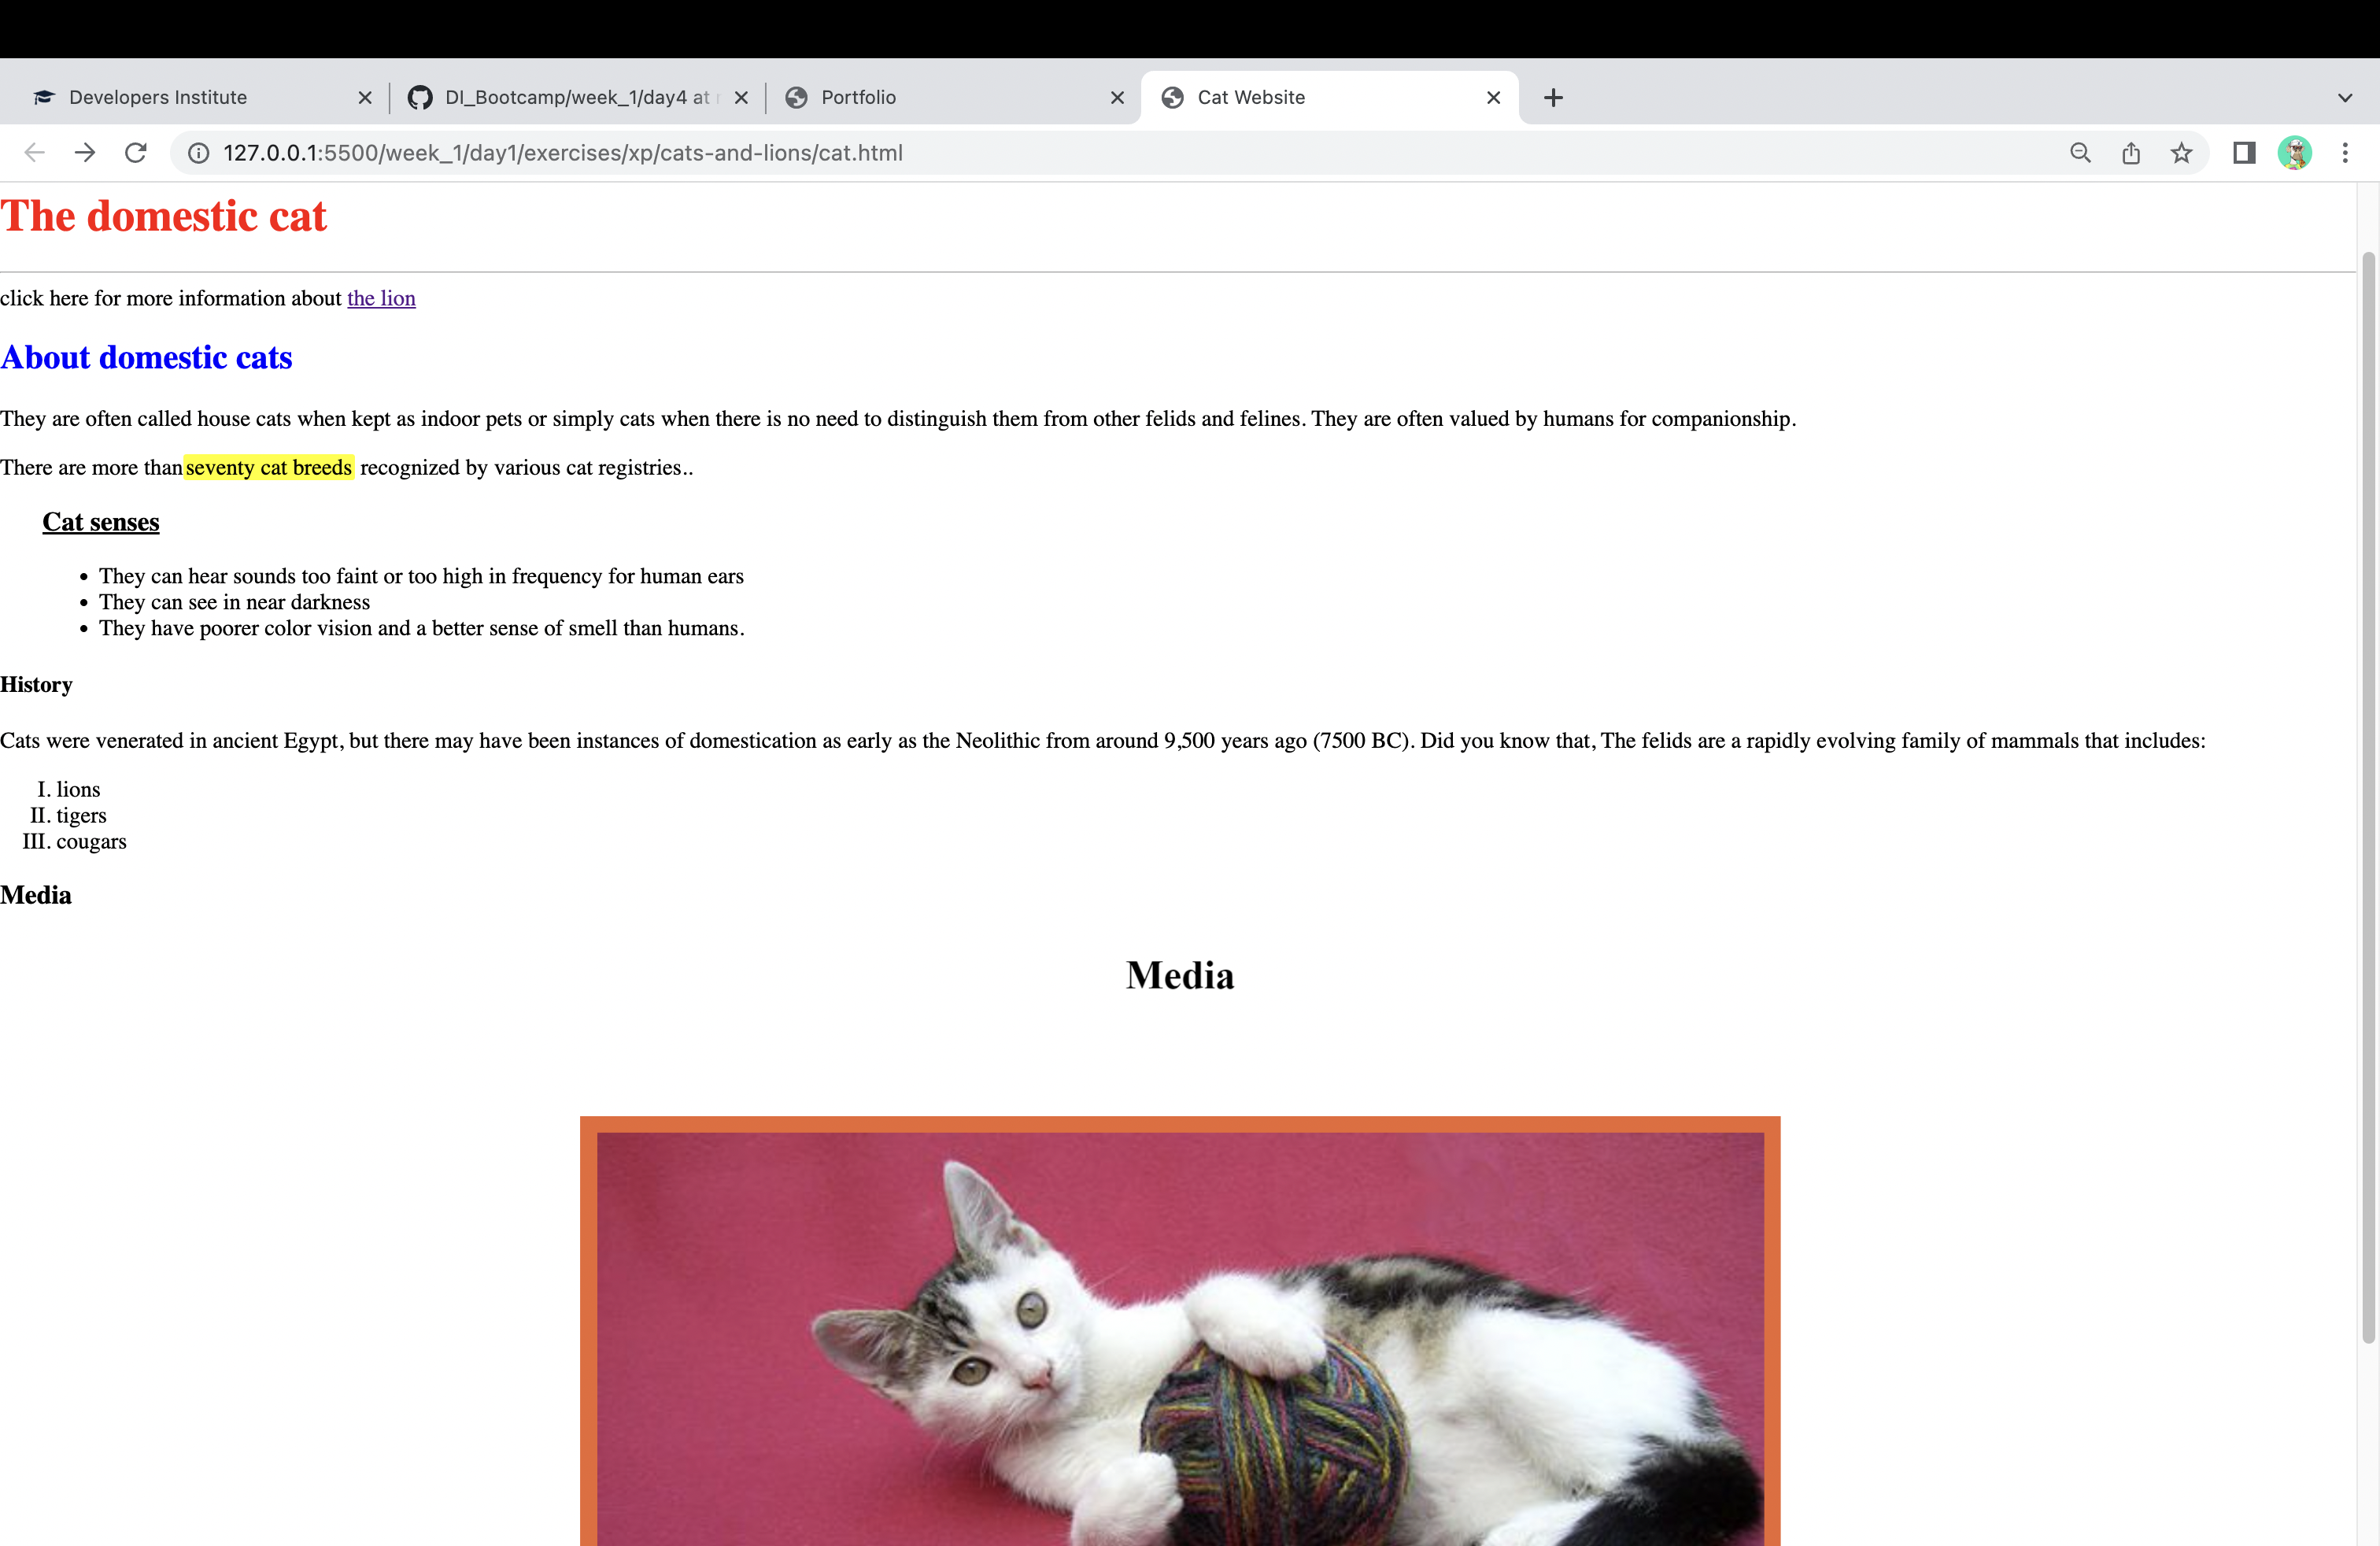 Developers Institute
DI_Bootcamp/week_1/day4 at
Portfolio
Cat Website
127.0.0.1:5500/week_1/day1/exercises/xp/cats-and-lions/cat.html
The domestic cat
click here for more information about the lion
About domestic cats
They are often called house cats when kept as indoor pets or simply cats when there is no need to distinguish them from other felids and felines. They are often valued by humans for companionship.
There are more than seventy cat breeds recognized by various cat registries..
Cat senses
• They can hear sounds too faint or too high in frequency for human ears
• They can see in near darkness
• They have poorer color vision and a better sense of smell than humans.
History
Cats were venerated in ancient Egypt, but there may have been instances of domestication as early as the Neolithic from around 9,500 years ago (7500 BC). Did you know that, The felids are a rapidly evolving family of mammals that includes:
I. lions
II. tigers
III. cougars
Media
Media